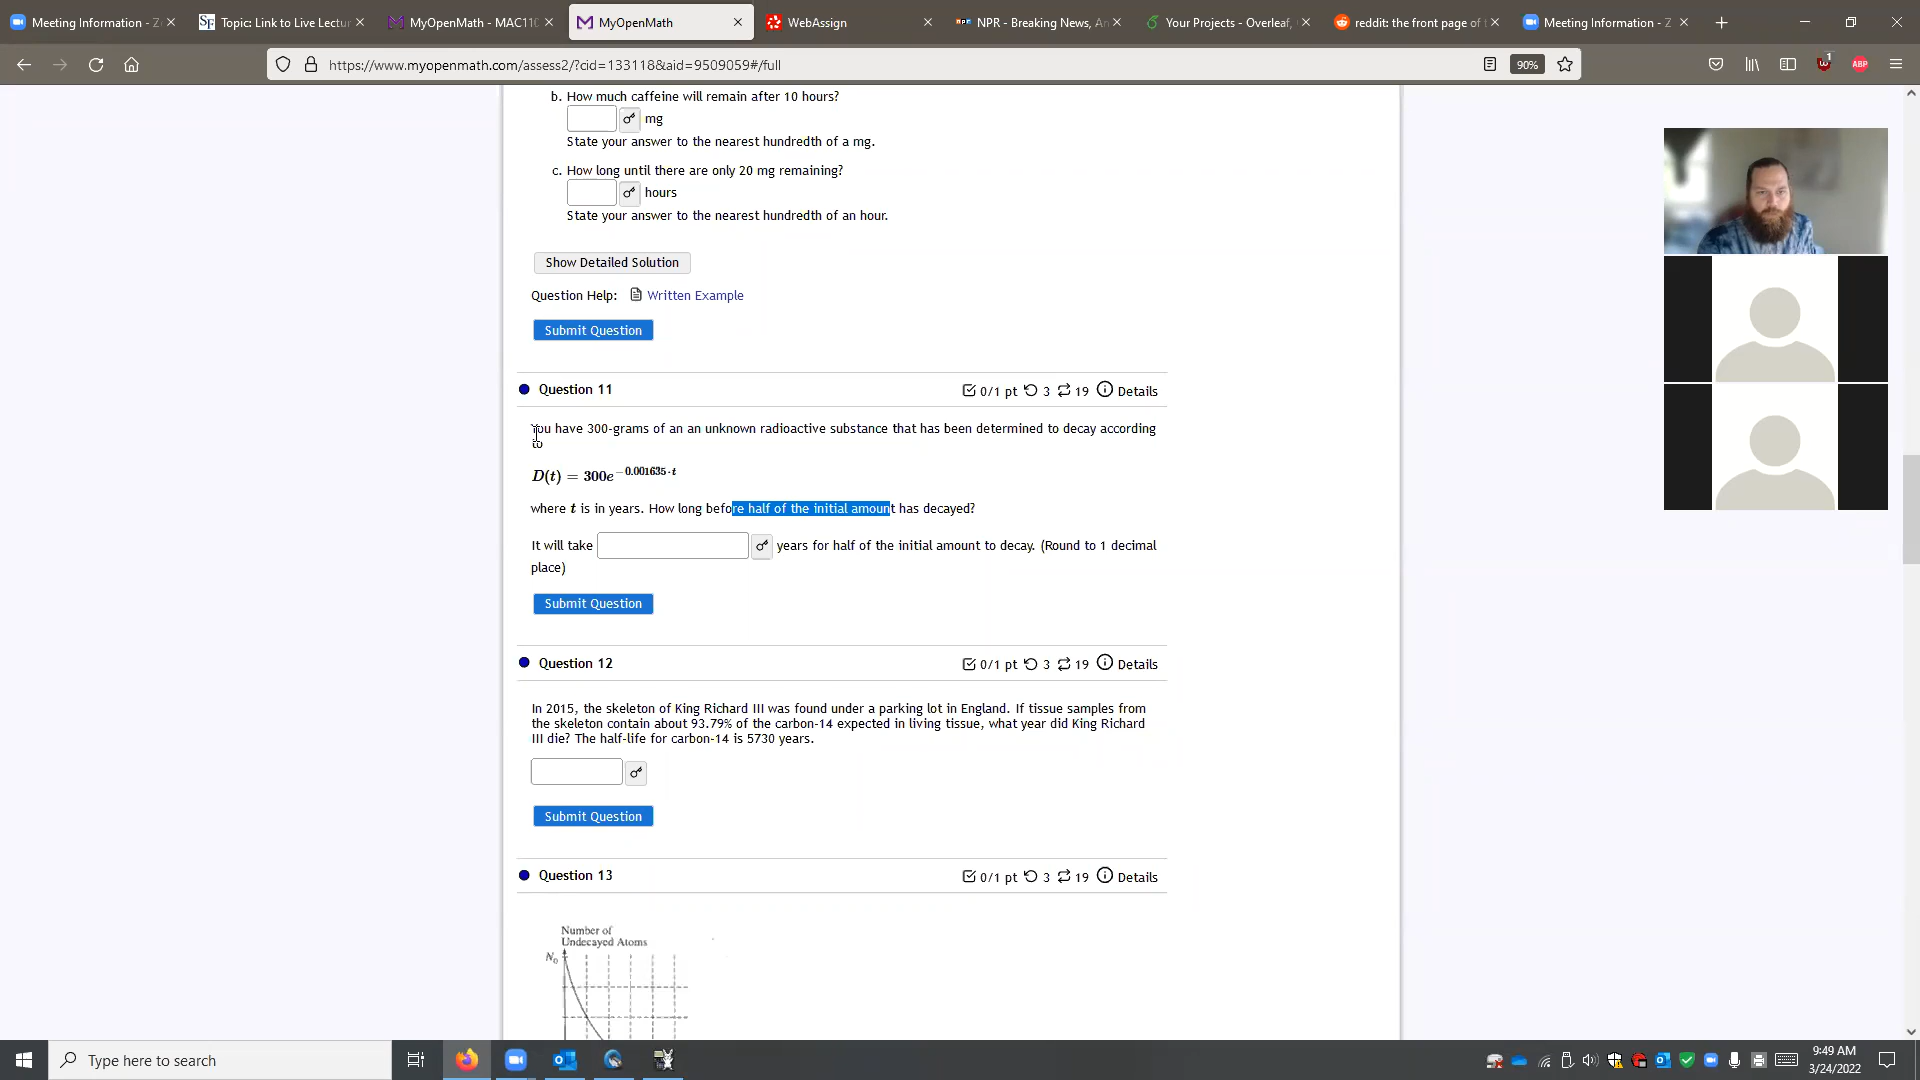 Meeting Information - Z
Topic: Link to Live Lectu
MyOpenMath - MAC110
MyOpenMath
WebAssign
NPR - Breaking News, An
Your Projects - Overleaf,
reddit: the front page of t
Meeting Information - Z
https://www.myopenmath.com/assess2/?cid=133118&aid=9509059#/full
90%
1
ABP
b. How much caffeine will remain after 10 hours?
mg
State your answer to the nearest hundredth of a mg.
c. How long until there are only 20 mg remaining?
hours
State your answer to the nearest hundredth of an hour.
Show Detailed Solution
Question Help: Written Example
Submit Question
Question 11
0/1 pt 3 19 Details
You have 300-grams of an an unknown radioactive substance that has been determined to decay according
to
D(t) = 300e^{-0.001635·t}
where t is in years. How long before half of the initial amount has decayed?
It will take years for half of the initial amount to decay. (Round to 1 decimal
place)
Submit Question
Question 12
0/1 pt 3 19 Details
In 2015, the skeleton of King Richard III was found under a parking lot in England. If tissue samples from
the skeleton contain about 93.79% of the carbon-14 expected in living tissue, what year did King Richard
III die? The half-life for carbon-14 is 5730 years.
Submit Question
Question 13
0/1 pt 3 19 Details
Number of
Undecayed Atoms
N₀
Type here to search
9:49 AM
3/24/2022